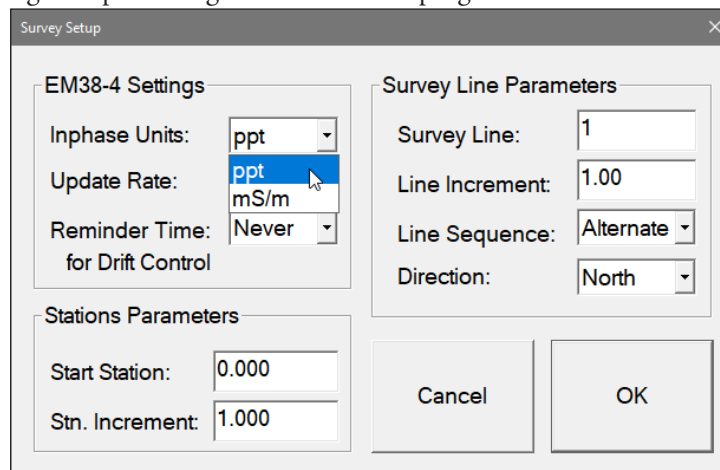 Survey Setup
EM38-4 Settings
Inphase Units: ppt
ppt
mS/m
Update Rate:
Reminder Time: Never
for Drift Control
Stations Parameters
Start Station: 0.000
Stn. Increment: 1.000
Survey Line Parameters
Survey Line: 1
Line Increment: 1.00
Line Sequence: Alternate
Direction: North
Cancel
OK